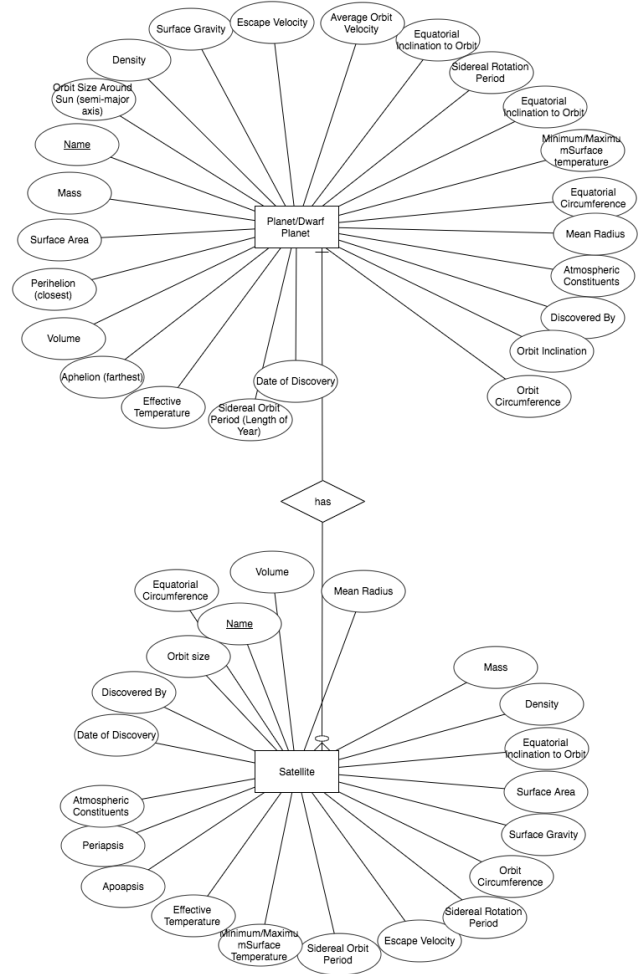 Escape Velocity
Average Orbit
Velocity
Surface Gravity
Equatorial
Inclination to Orbit
Density
Sidereal Rotation
Period
Orbit Size Around
Sun (semi-major
axis)
Equatorial
Inclination to Orbit
Name
Minimum/Maximu
mSurface
temperature
Mass
Equatorial
Circumference
Planet/Dwarf
Planet
Surface Area
Mean Radius
Perihelion
(closest)
Atmospheric
Constituents
Discovered By
Volume
Orbit Inclination
Aphelion (farthest)
Date of Discovery
Effective
Temperature
Sidereal Orbit
Period (Length of
Year)
Orbit
Circumference
has
Volume
Equatorial
Circumference
Mean Radius
Name
Orbit size
Mass
Discovered By
Density
Date of Discovery
Equatorial
Inclination to Orbit
Satellite
Surface Area
Atmospheric
Constituents
Surface Gravity
Periapsis
Orbit
Circumference
Apoapsis
Effective
Temperature
Sidereal Rotation
Period
Minimum/Maximu
mSurface
Temperature
Escape Velocity
Sidereal Orbit
Period